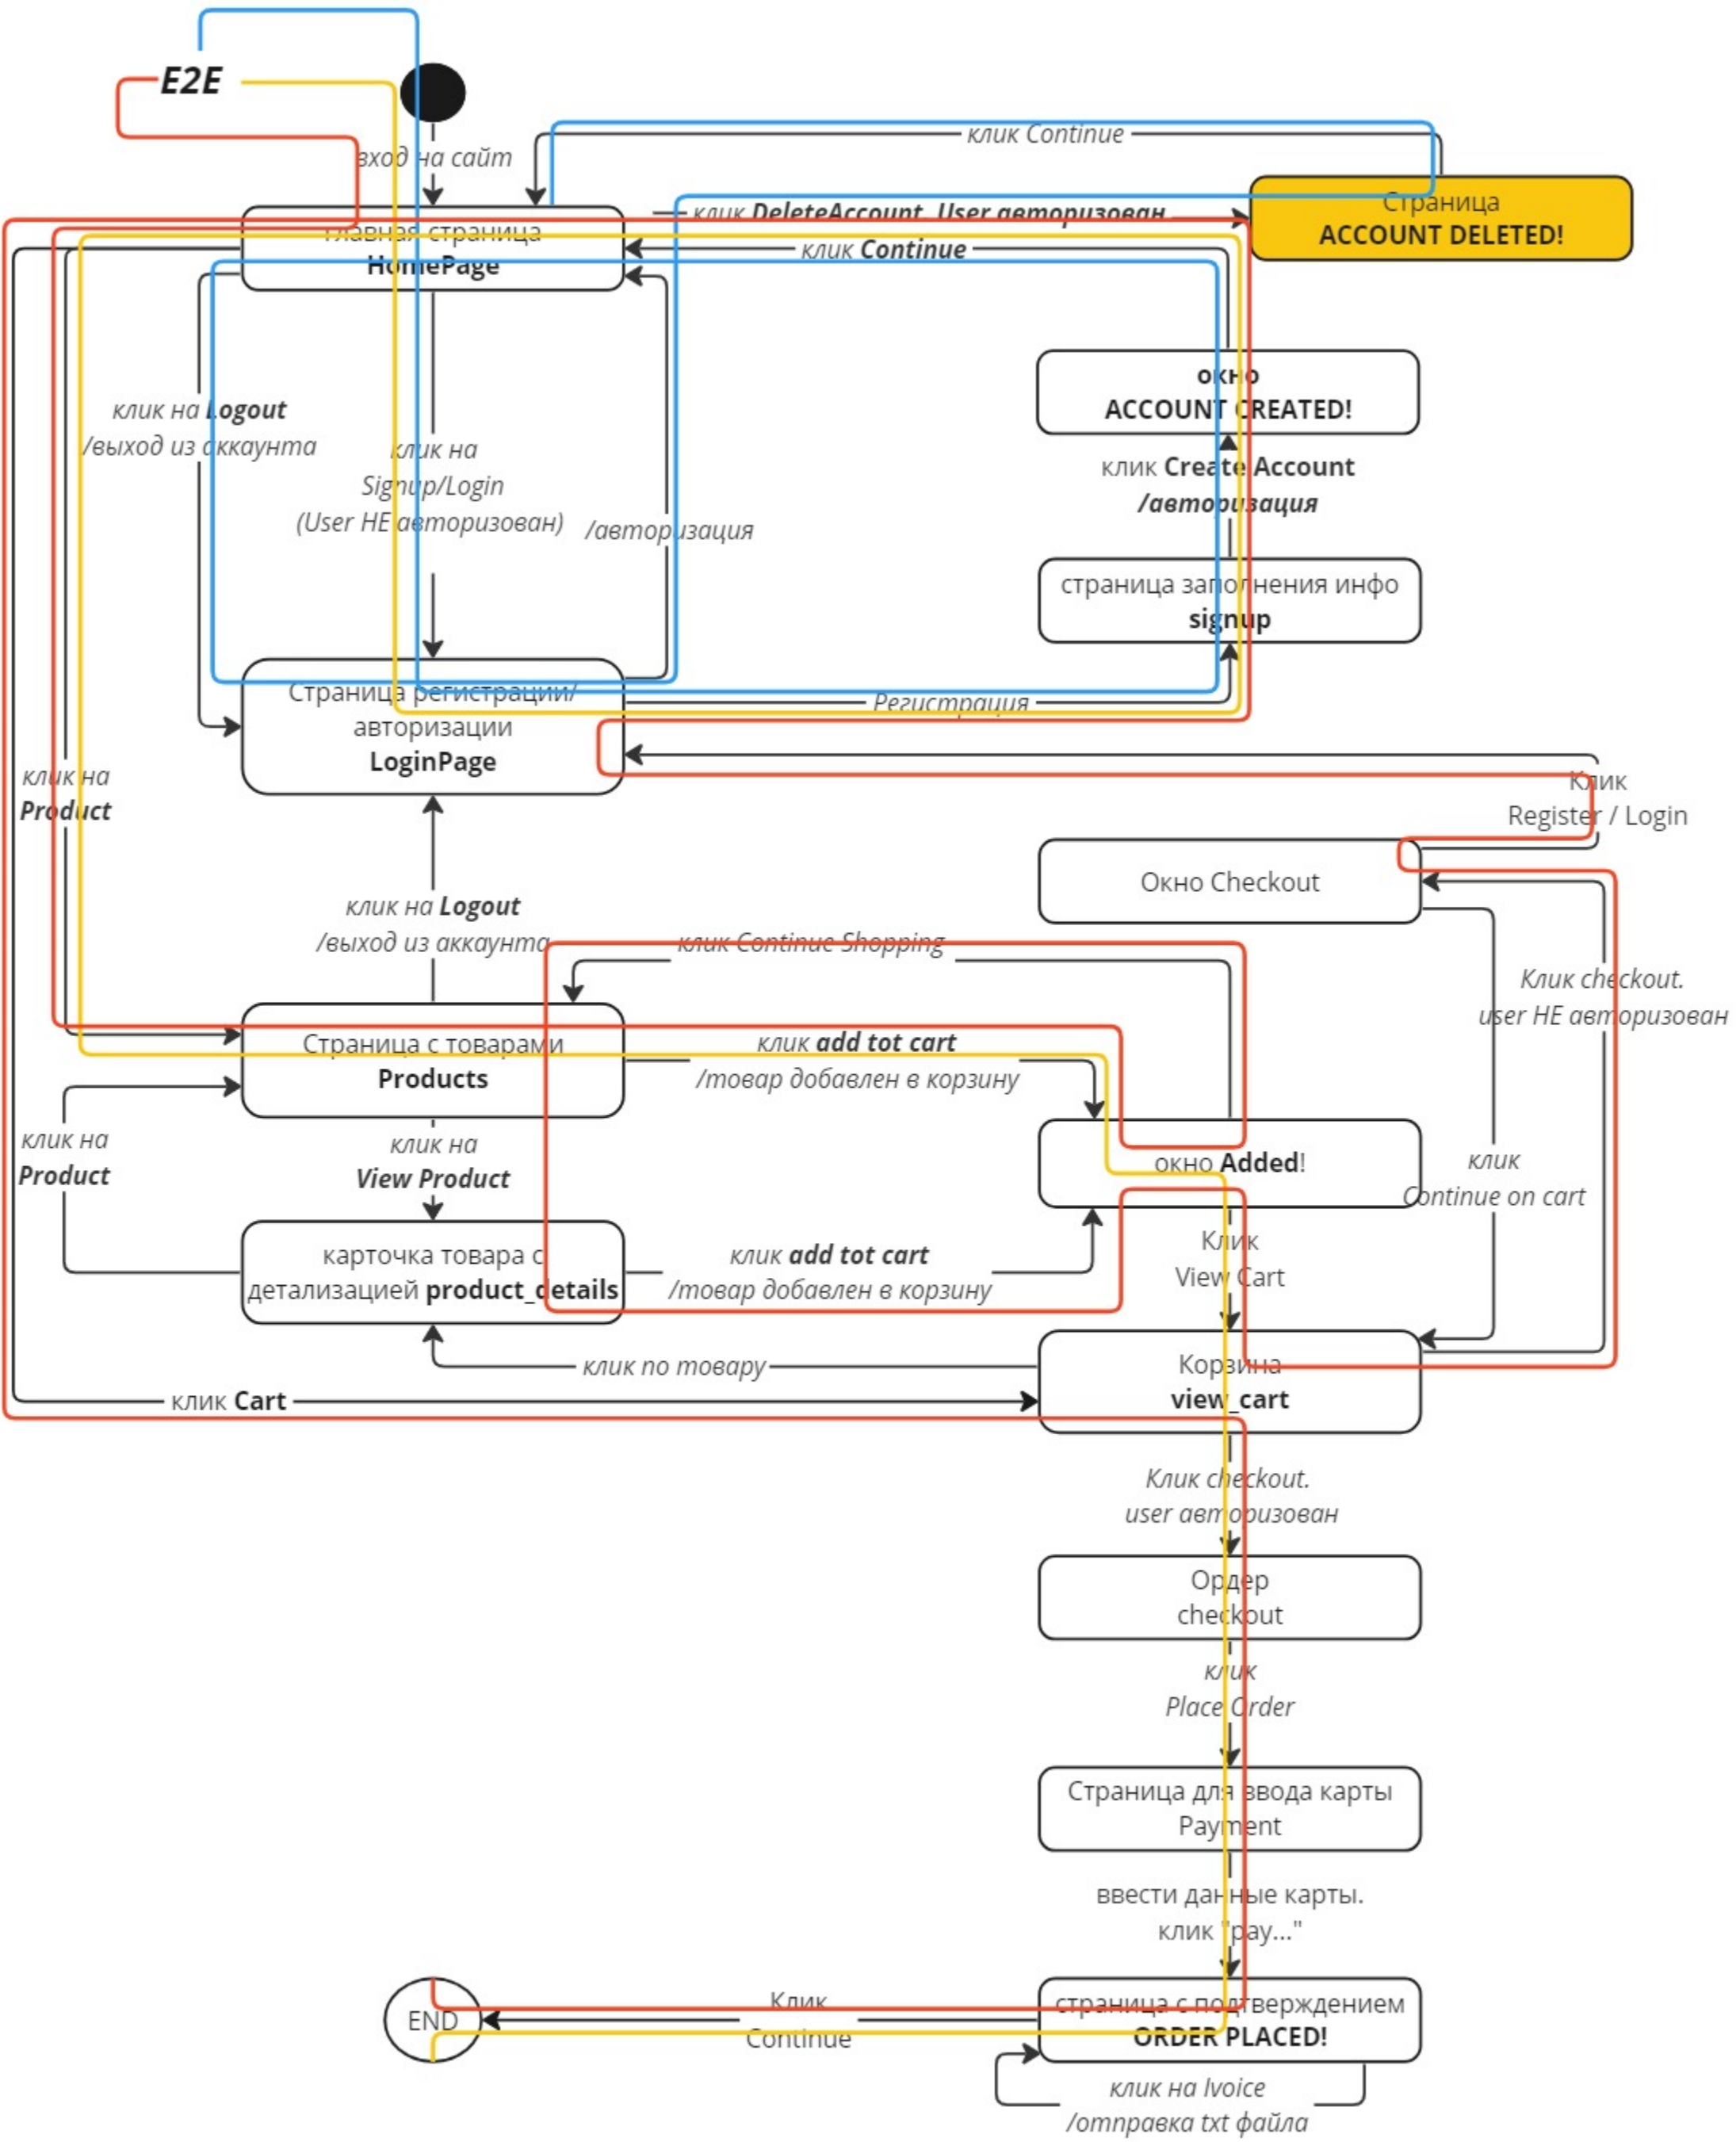 E2E
вход на сайт
клик Continue
Страница
ACCOUNT DELETED!
клик DeleteAccount. User авторизован
Главная страница
HomePage
клик Continue
окно
ACCOUNT CREATED!
клик на Logout
/выход из аккаунта
клик на
Signup/Login
(User НЕ авторизован)
/авторизация
клик Create Account
/авторизация
страница заполнения инфо
signup
Страница регистрации/
авторизации
LoginPage
Регистрация
клик на
Product
Клик
Register / Login
Окно Checkout
клик на Logout
/выход из аккаунта
клик Continue Shopping
Клик checkout.
user НЕ авторизован
Страница с товарами
Products
клик add tot cart
/товар добавлен в корзину
клик на
Product
клик на
View Product
окно Added!
клик
Continue on cart
карточка товара с
детализацией product_details
клик add tot cart
/товар добавлен в корзину
Клик
View Cart
клик по товару
Корзина
view_cart
клик Cart
Клик checkout.
user авторизован
Ордер
checkout
клик
Place Order
Страница для ввода карты
Payment
ввести данные карты.
клик "pay..."
END
Клик
Continue
страница с подтверждением
ORDER PLACED!
клик на Ivoice
/отправка txt файла